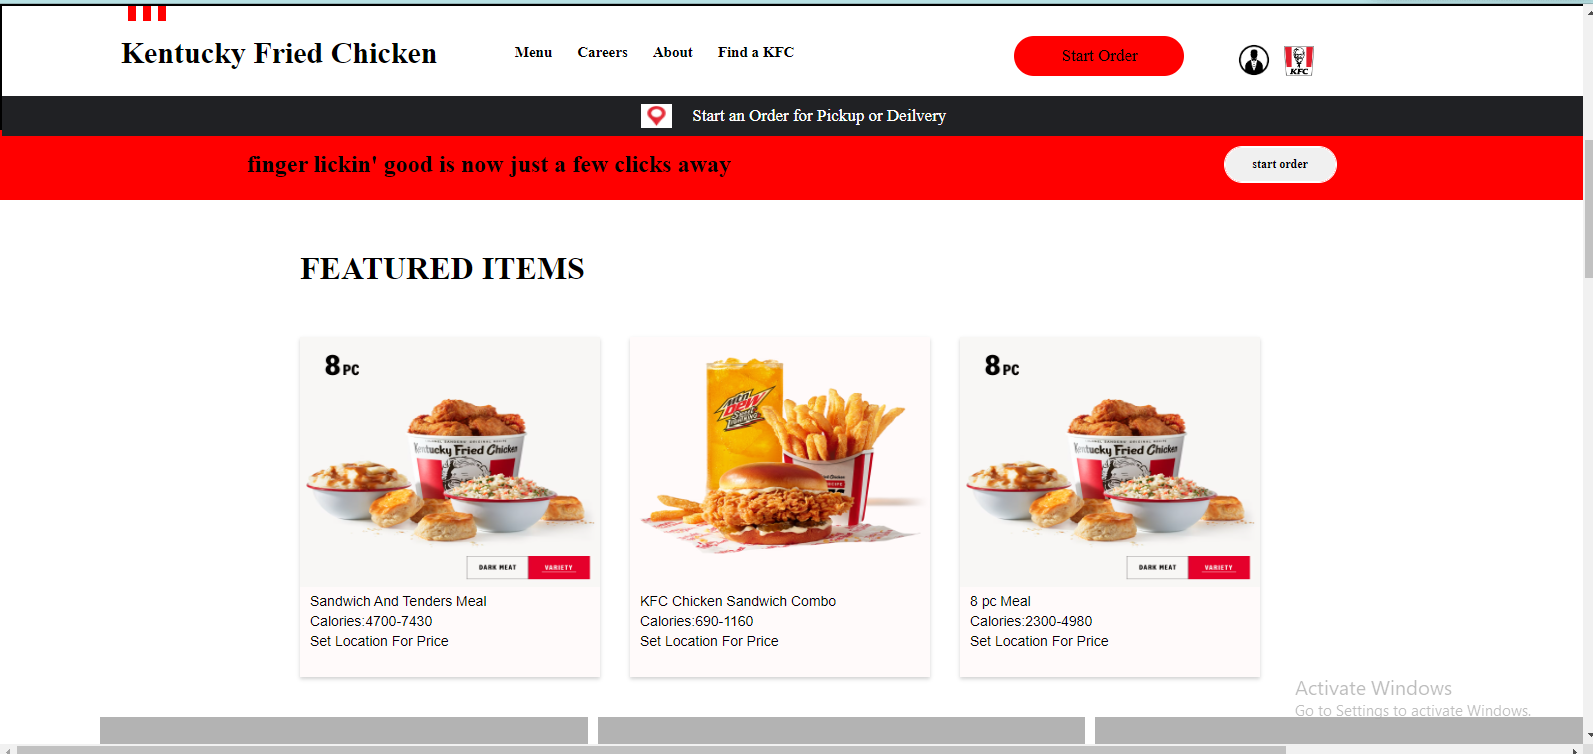 Kentucky Fried Chicken
Menu Careers About Find a KFC
Start Order
KFC
Start an Order for Pickup or Deilvery
finger lickin' good is now just a few clicks away
start order
FEATURED ITEMS
8 PC
Kentucky Fried Chicken
DARK MEAT VARIETY
Sandwich And Tenders Meal
Calories:4700-7430
Set Location For Price
MTN
DEW
KFC Chicken Sandwich Combo
Calories:690-1160
Set Location For Price
8 PC
Kentucky Fried Chicken
DARK MEAT VARIETY
8 pc Meal
Calories:2300-4980
Set Location For Price
Activate Windows
Go to Settings to activate Windows.